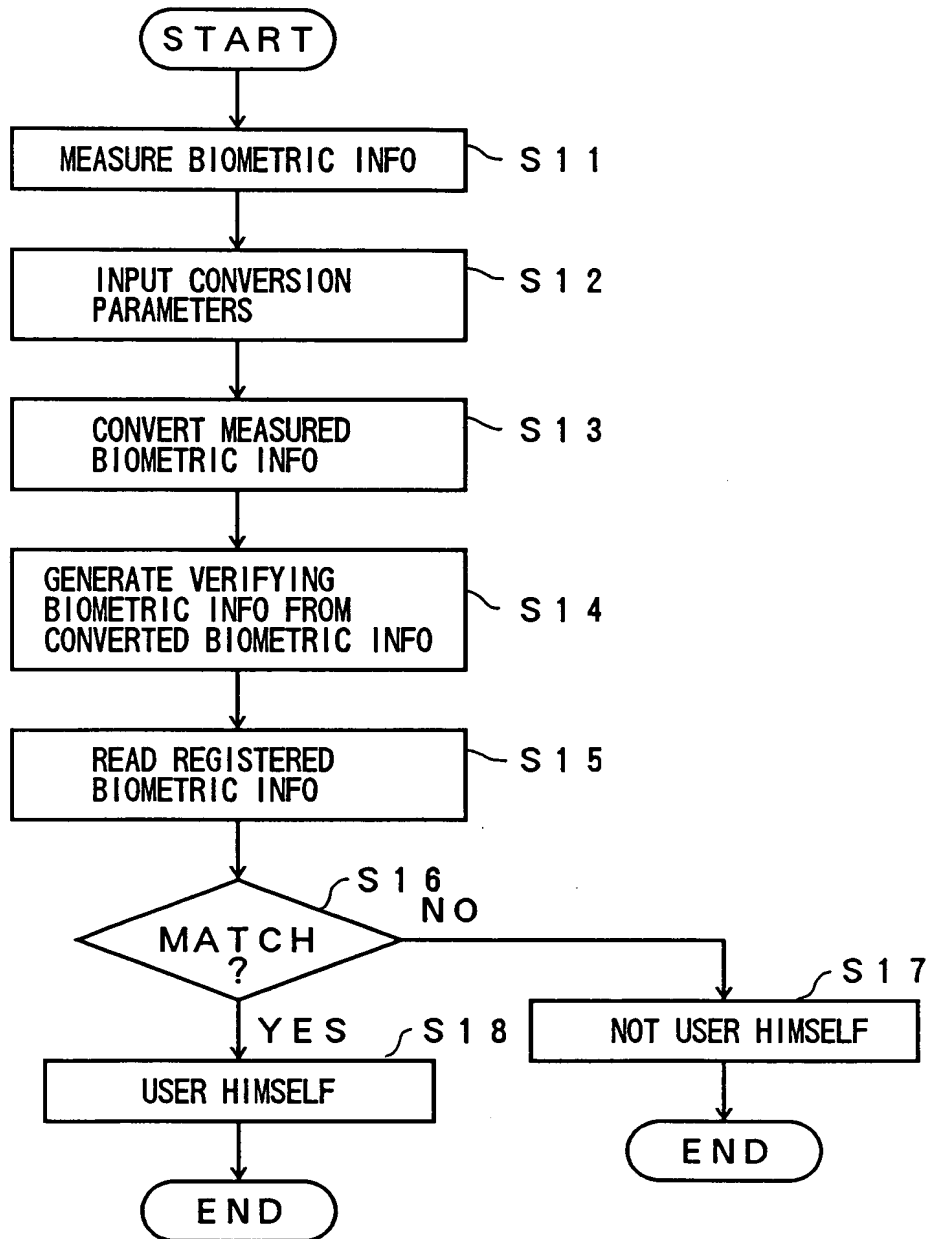 START
MEASURE BIOMETRIC INFO
S11
INPUT CONVERSION
PARAMETERS
S12
CONVERT MEASURED
BIOMETRIC INFO
S13
GENERATE VERIFYING
BIOMETRIC INFO FROM
CONVERTED BIOMETRIC INFO
S14
READ REGISTERED
BIOMETRIC INFO
S15
MATCH
?
S16
NO
S17
NOT USER HIMSELF
END
YES
S18
USER HIMSELF
END